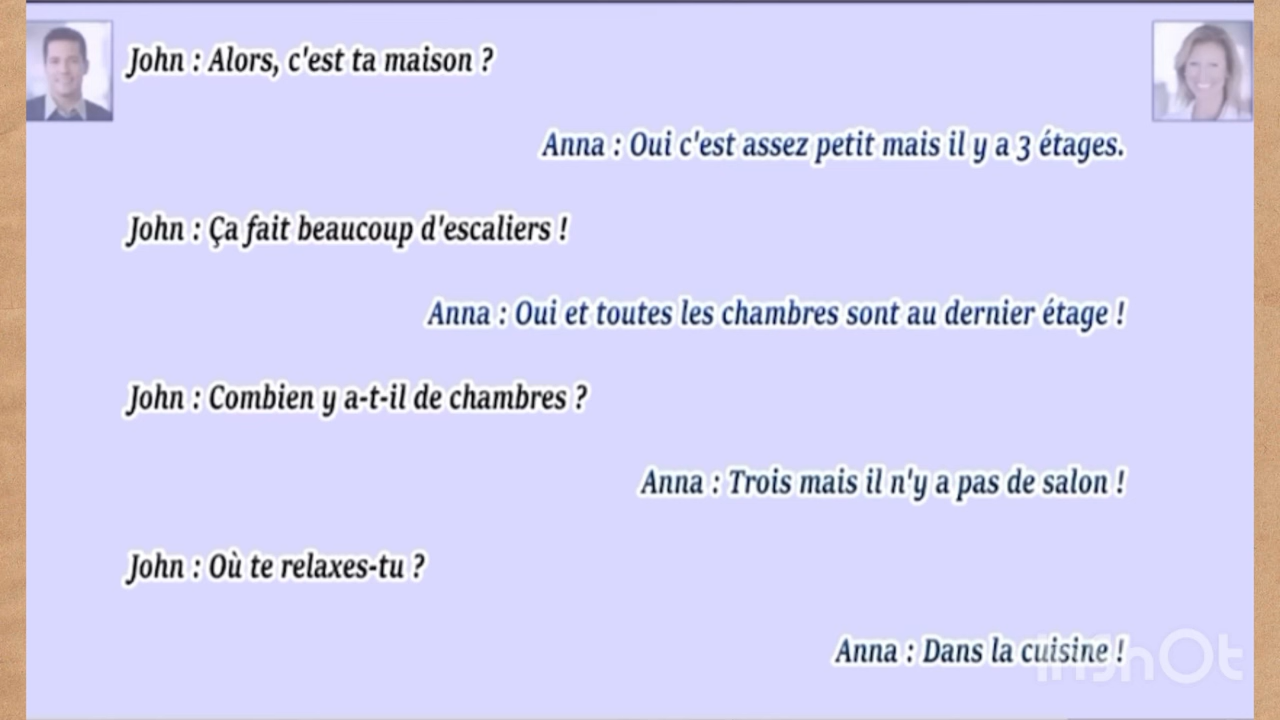 John : Alors, c'est ta maison ?
Anna : Oui c'est assez petit mais il y a 3 étages.
John : Ça fait beaucoup d'escaliers !
Anna : Oui et toutes les chambres sont au dernier étage !
John : Combien y a-t-il de chambres ?
Anna : Trois mais il n'y a pas de salon !
John : Où te relaxes-tu ?
Anna : Dans la cuisine !
InShOt